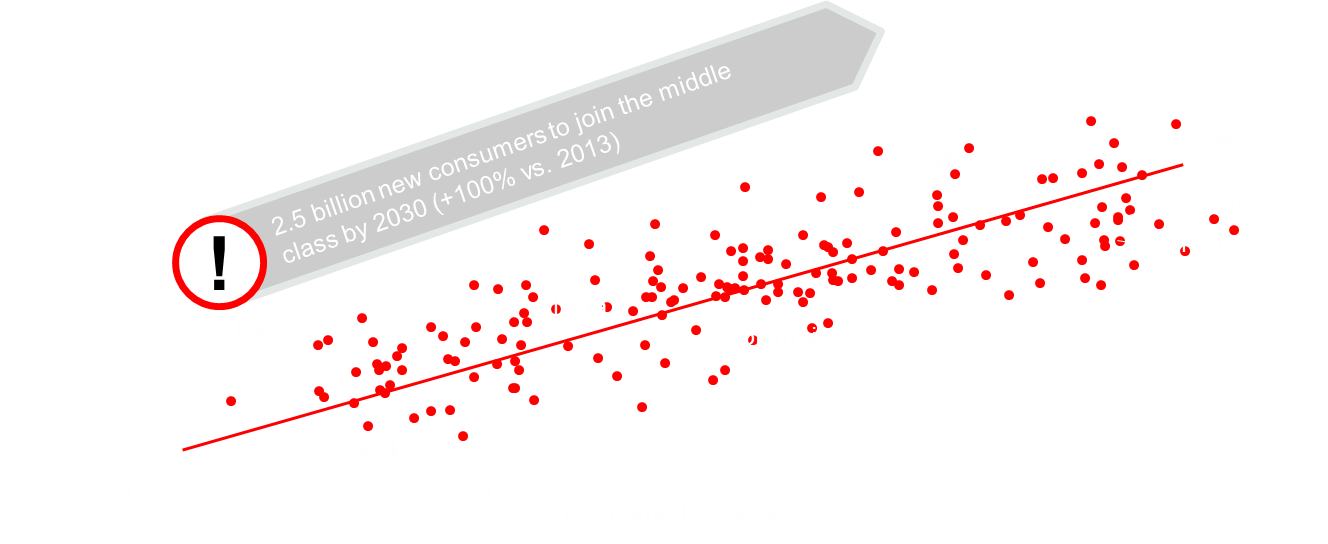 !
2.5 billion new consumers to join the middle
class by 2030 (+100% vs. 2013)